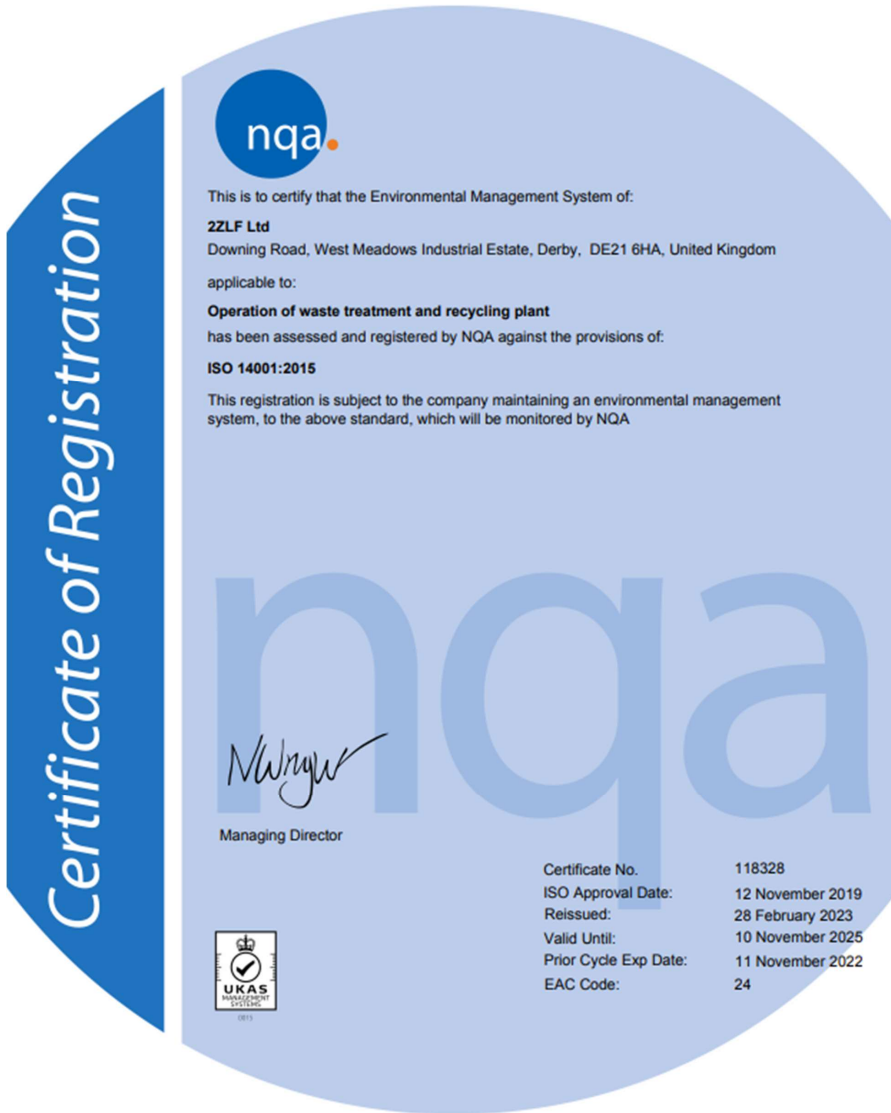 Certificate of Registration
nqa.
This is to certify that the Environmental Management System of:
2ZLF Ltd
Downing Road, West Meadows Industrial Estate, Derby, DE21 6HA, United Kingdom
applicable to:
Operation of waste treatment and recycling plant
has been assessed and registered by NQA against the provisions of:
ISO 14001:2015
This registration is subject to the company maintaining an environmental management
system, to the above standard, which will be monitored by NQA
nqa
Managing Director
Certificate No. 118328
ISO Approval Date: 12 November 2019
Reissued: 28 February 2023
Valid Until: 10 November 2025
Prior Cycle Exp Date: 11 November 2022
EAC Code: 24
UKAS
MANAGEMENT
SYSTEMS
0015